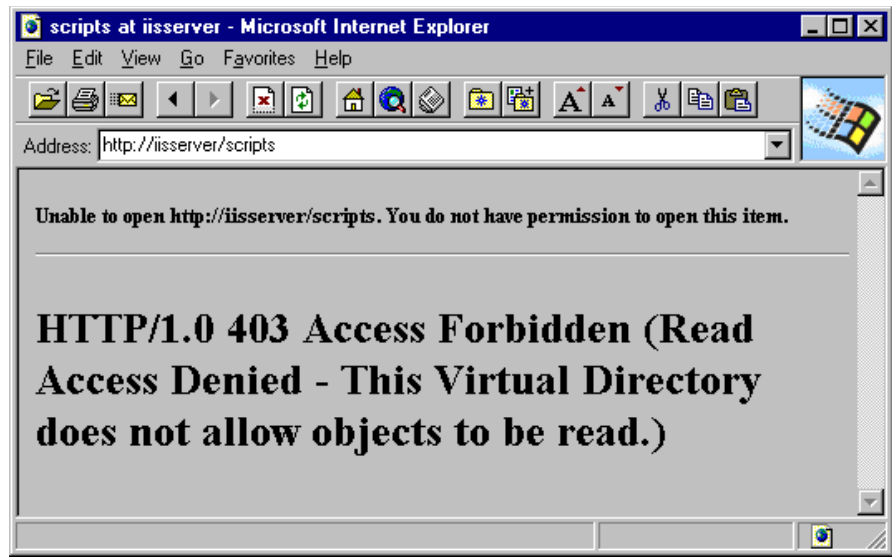 scripts at iisserver - Microsoft Internet Explorer
File Edit View Go Favorites Help
A A
Address: http://iisserver/scripts
Unable to open http://iisserver/scripts. You do not have permission to open this item.
HTTP/1.0 403 Access Forbidden (Read
Access Denied - This Virtual Directory
does not allow objects to be read.)